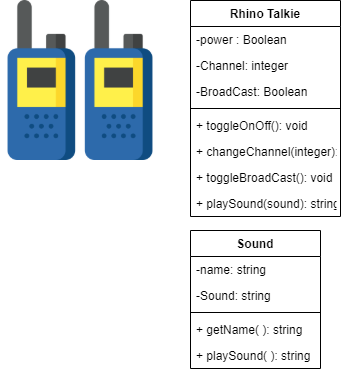 Rhino Talkie
-power : Boolean
-Channel: integer
-BroadCast: Boolean
+ toggleOnOff(): void
+ changeChannel(integer):
+ toggleBroadCast(): void
+ playSound(sound): string
Sound
-name: string
-Sound: string
+ getName( ): string
+ playSound( ): string